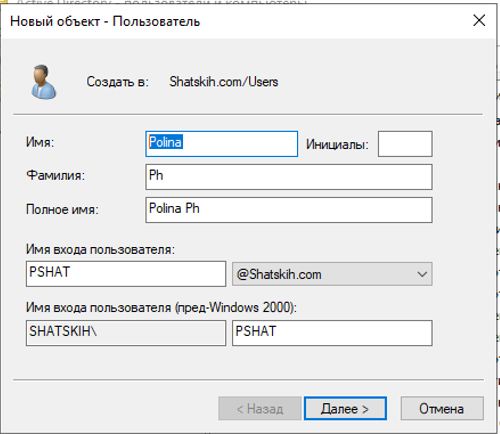 Новый объект - Пользователь
Создать в: Shatskih.com/Users
Имя: Polina Инициалы:
Фамилия: Ph
Полное имя: Polina Ph
Имя входа пользователя:
PSHAT @Shatskih.com
Имя входа пользователя (пред-Windows 2000):
SHATSKIH\ PSHAT
< Назад Далее > Отмена